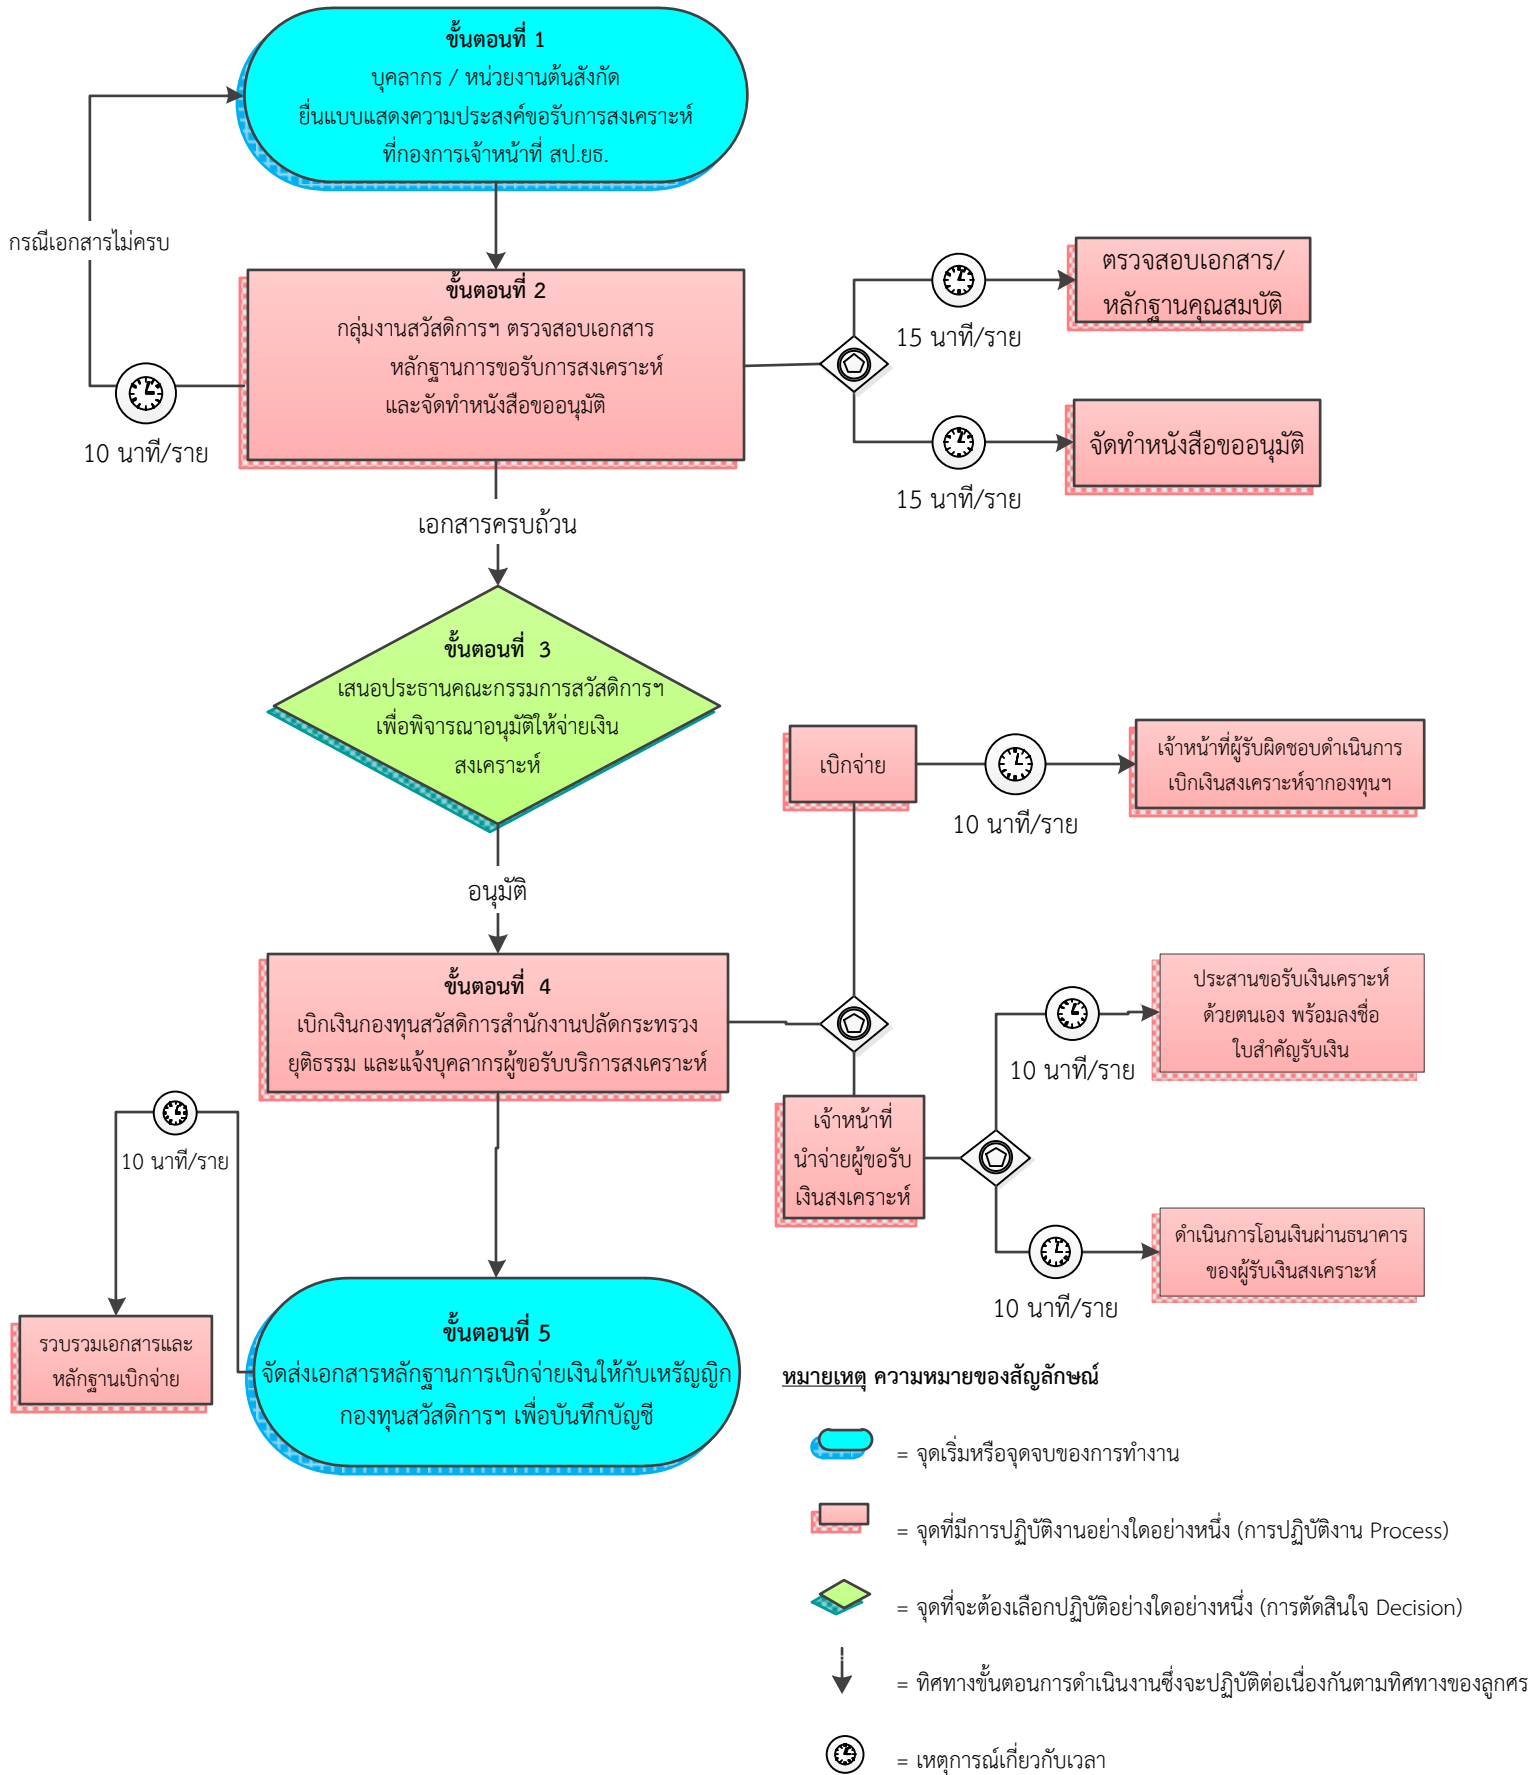 ขั้นตอนที่ 1
บุคลากร / หน่วยงานต้นสังกัด
ยื่นแบบแสดงความประสงค์ขอรับการสงเคราะห์
ที่กองการเจ้าหน้าที่ สป.ยธ.
กรณีเอกสารไม่ครบ
10 นาที/ราย
ขั้นตอนที่ 2
กลุ่มงานสวัสดิการฯ ตรวจสอบเอกสาร
หลักฐานการขอรับการสงเคราะห์
และจัดทำหนังสือขออนุมัติ
15 นาที/ราย
ตรวจสอบเอกสาร/
หลักฐานคุณสมบัติ
15 นาที/ราย
จัดทำหนังสือขออนุมัติ
เอกสารครบถ้วน
ขั้นตอนที่ 3
เสนอประธานคณะกรรมการสวัสดิการฯ
เพื่อพิจารณาอนุมัติให้จ่ายเงิน
สงเคราะห์
อนุมัติ
เบิกจ่าย
10 นาที/ราย
เจ้าหน้าที่ผู้รับผิดชอบดำเนินการ
เบิกเงินสงเคราะห์จากองทุนฯ
ขั้นตอนที่ 4
เบิกเงินกองทุนสวัสดิการสำนักงานปลัดกระทรวง
ยุติธรรม และแจ้งบุคลากรผู้ขอรับบริการสงเคราะห์
เจ้าหน้าที่
นำจ่ายผู้ขอรับ
เงินสงเคราะห์
10 นาที/ราย
ประสานขอรับเงินเคราะห์
ด้วยตนเอง พร้อมลงชื่อ
ใบสำคัญรับเงิน
10 นาที/ราย
ดำเนินการโอนเงินผ่านธนาคาร
ของผู้รับเงินสงเคราะห์
10 นาที/ราย
รวบรวมเอกสารและ
หลักฐานเบิกจ่าย
ขั้นตอนที่ 5
จัดส่งเอกสารหลักฐานการเบิกจ่ายเงินให้กับเหรัญญิก
กองทุนสวัสดิการฯ เพื่อบันทึกบัญชี
หมายเหตุ ความหมายของสัญลักษณ์
= จุดเริ่มหรือจุดจบของการทำงาน
= จุดที่มีการปฏิบัติงานอย่างใดอย่างหนึ่ง (การปฏิบัติงาน Process)
= จุดที่จะต้องเลือกปฏิบัติอย่างใดอย่างหนึ่ง (การตัดสินใจ Decision)
= ทิศทางขั้นตอนการดำเนินงานซึ่งจะปฏิบัติต่อเนื่องกันตามทิศทางของลูกศร
= เหตุการณ์เกี่ยวกับเวลา